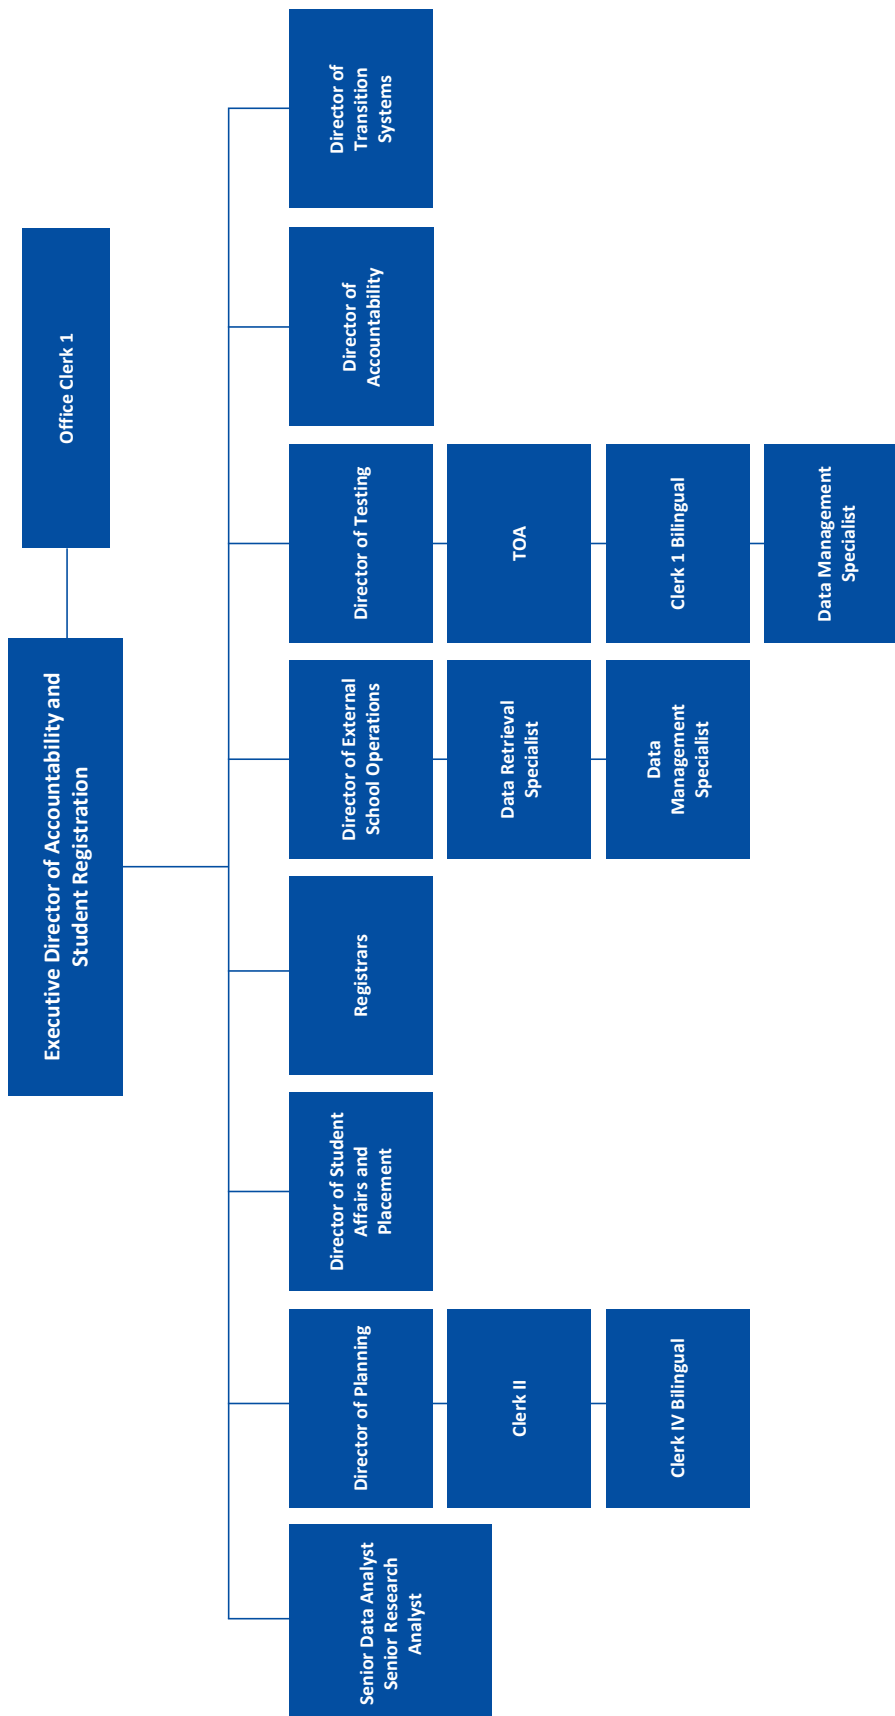 Executive Director of Accountability and
Student Registration
Office Clerk 1
Senior Data Analyst
Senior Research
Analyst
Director of Planning
Clerk II
Clerk IV Bilingual
Director of Student
Affairs and
Placement
Registrars
Director of External
School Operations
Data Retrieval
Specialist
Data
Management
Specialist
Director of Testing
TOA
Clerk 1 Bilingual
Data Management
Specialist
Director of
Accountability
Director of
Transition
Systems